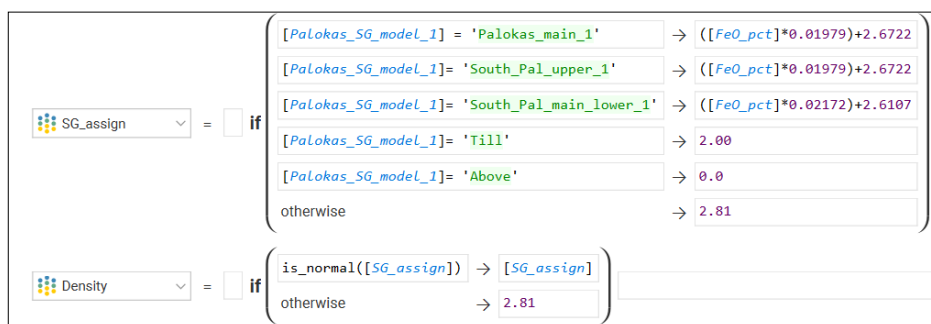 [Palokas_SG_model_1] = 'Palokas_main_1' → ([FeO_pct]*0.01979)+2.6722
[Palokas_SG_model_1]= 'South_Pal_upper_1' → ([FeO_pct]*0.01979)+2.6722
SG_assign = if [Palokas_SG_model_1]= 'South_Pal_main_lower_1' → ([FeO_pct]*0.02172)+2.6107
[Palokas_SG_model_1]= 'Till' → 2.00
[Palokas_SG_model_1]= 'Above' → 0.0
otherwise → 2.81
Density = if is_normal([SG_assign]) → [SG_assign]
otherwise → 2.81